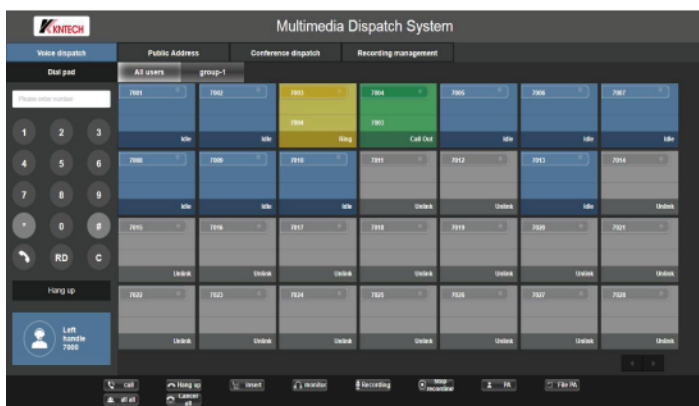 KNTECH
Multimedia Dispatch System
Voice dispatch
Public Address
Conference dispatch
Recording management
Dial pad
All users
group-1
Please enter number
1 2 3
4 5 6
7 8 9
* 0 #
RD C
Hang up
Left
handle
7000
7001 7002 7003 7004 7005 7006 7007
7004 7003
Idle Idle Ring Call Out Idle Idle Idle
7008 7009 7010 7011 7012 7013 7014
Idle Idle Idle Unlink Unlink Idle Unlink
7015 7016 7017 7018 7019 7020 7021
Unlink Unlink Unlink Unlink Unlink Unlink Unlink
7022 7023 7024 7025 7026 7027 7028
Unlink Unlink Unlink Unlink Unlink Unlink Unlink
call Hang up insert monitor Recording Stop recording PA File PA
all all Cancel all